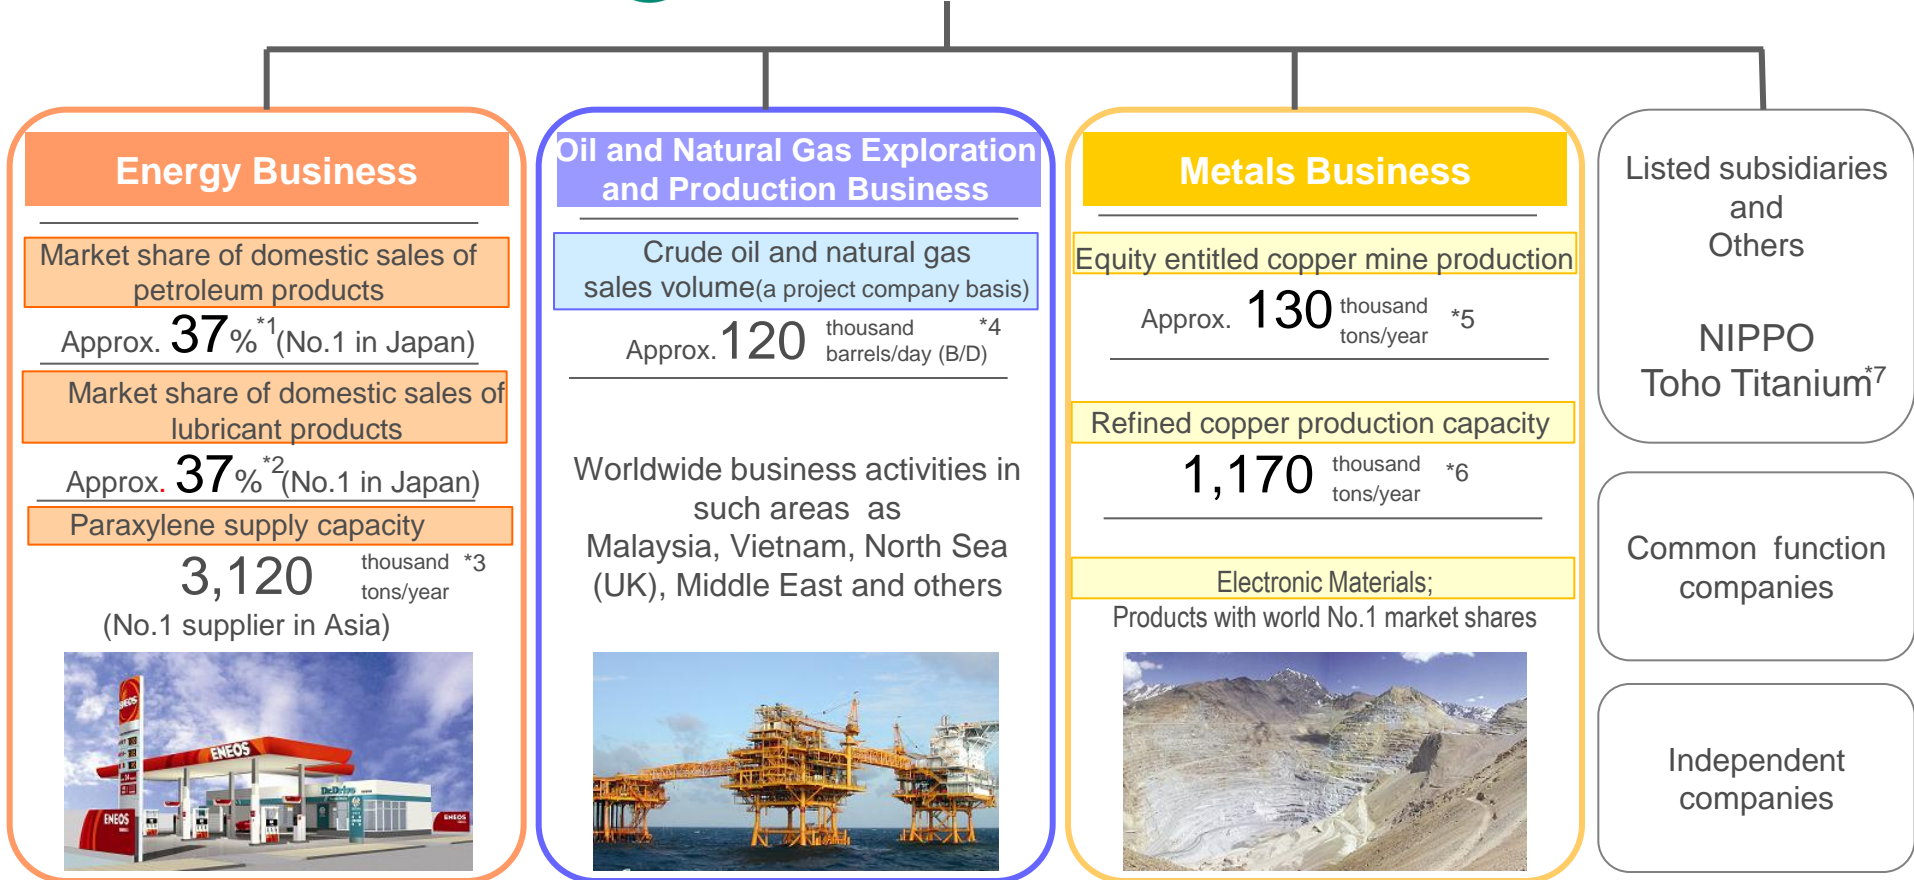 Energy Business
Market share of domestic sales of
petroleum products
Approx. 37%*1(No.1 in Japan)
Market share of domestic sales of
lubricant products
Approx. 37%*2(No.1 in Japan)
Paraxylene supply capacity
3,120 thousand *3
tons/year
(No.1 supplier in Asia)
ENEOS
ENEOS
Dr.Drive
ENEOS
ENEOS
Oil and Natural Gas Exploration
and Production Business
Crude oil and natural gas
sales volume(a project company basis)
Approx. 120 thousand *4
barrels/day (B/D)
Worldwide business activities in
such areas as
Malaysia, Vietnam, North Sea
(UK), Middle East and others
Metals Business
Equity entitled copper mine production
Approx. 130 thousand *5
tons/year
Refined copper production capacity
1,170 thousand *6
tons/year
Electronic Materials;
Products with world No.1 market shares
Listed subsidiaries
and
Others
NIPPO
Toho Titanium*7
Common function
companies
Independent
companies